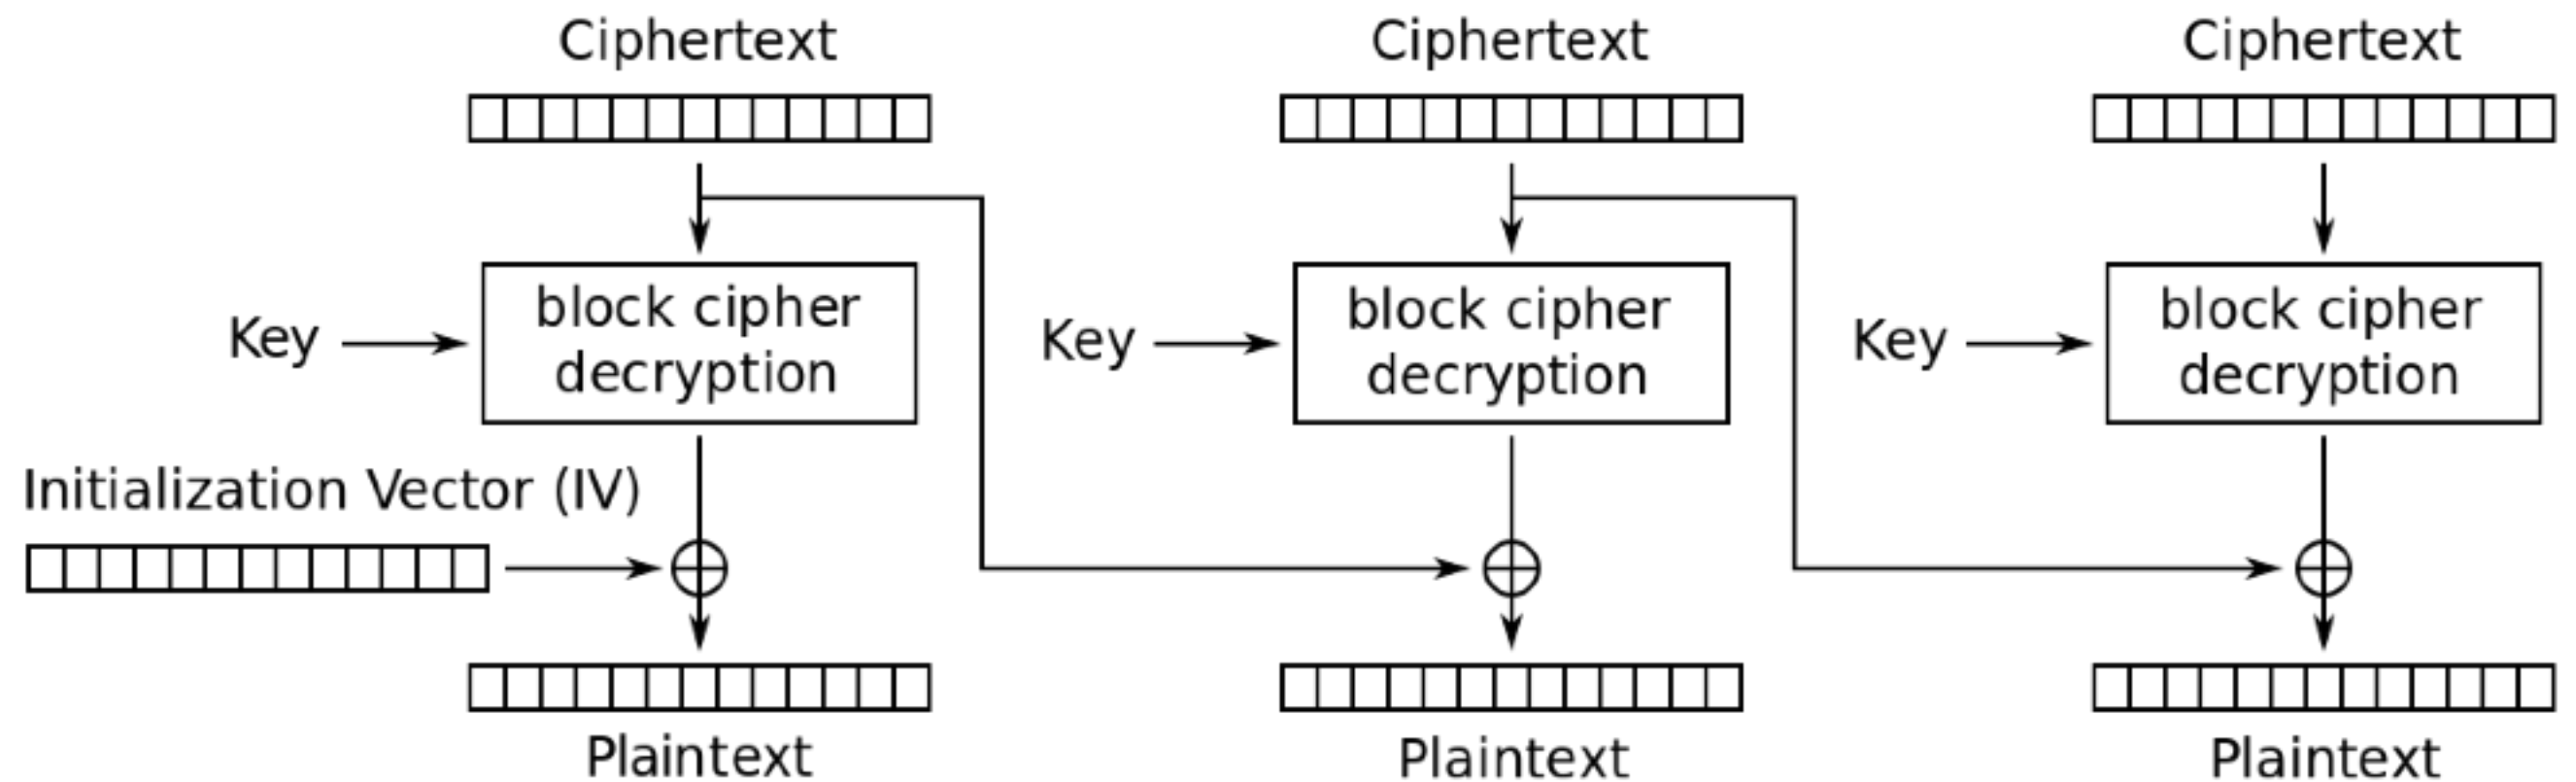 Ciphertext
Ciphertext
Ciphertext
Key
block cipher
decryption
Key
block cipher
decryption
Key
block cipher
decryption
Initialization Vector (IV)
Plaintext
Plaintext
Plaintext